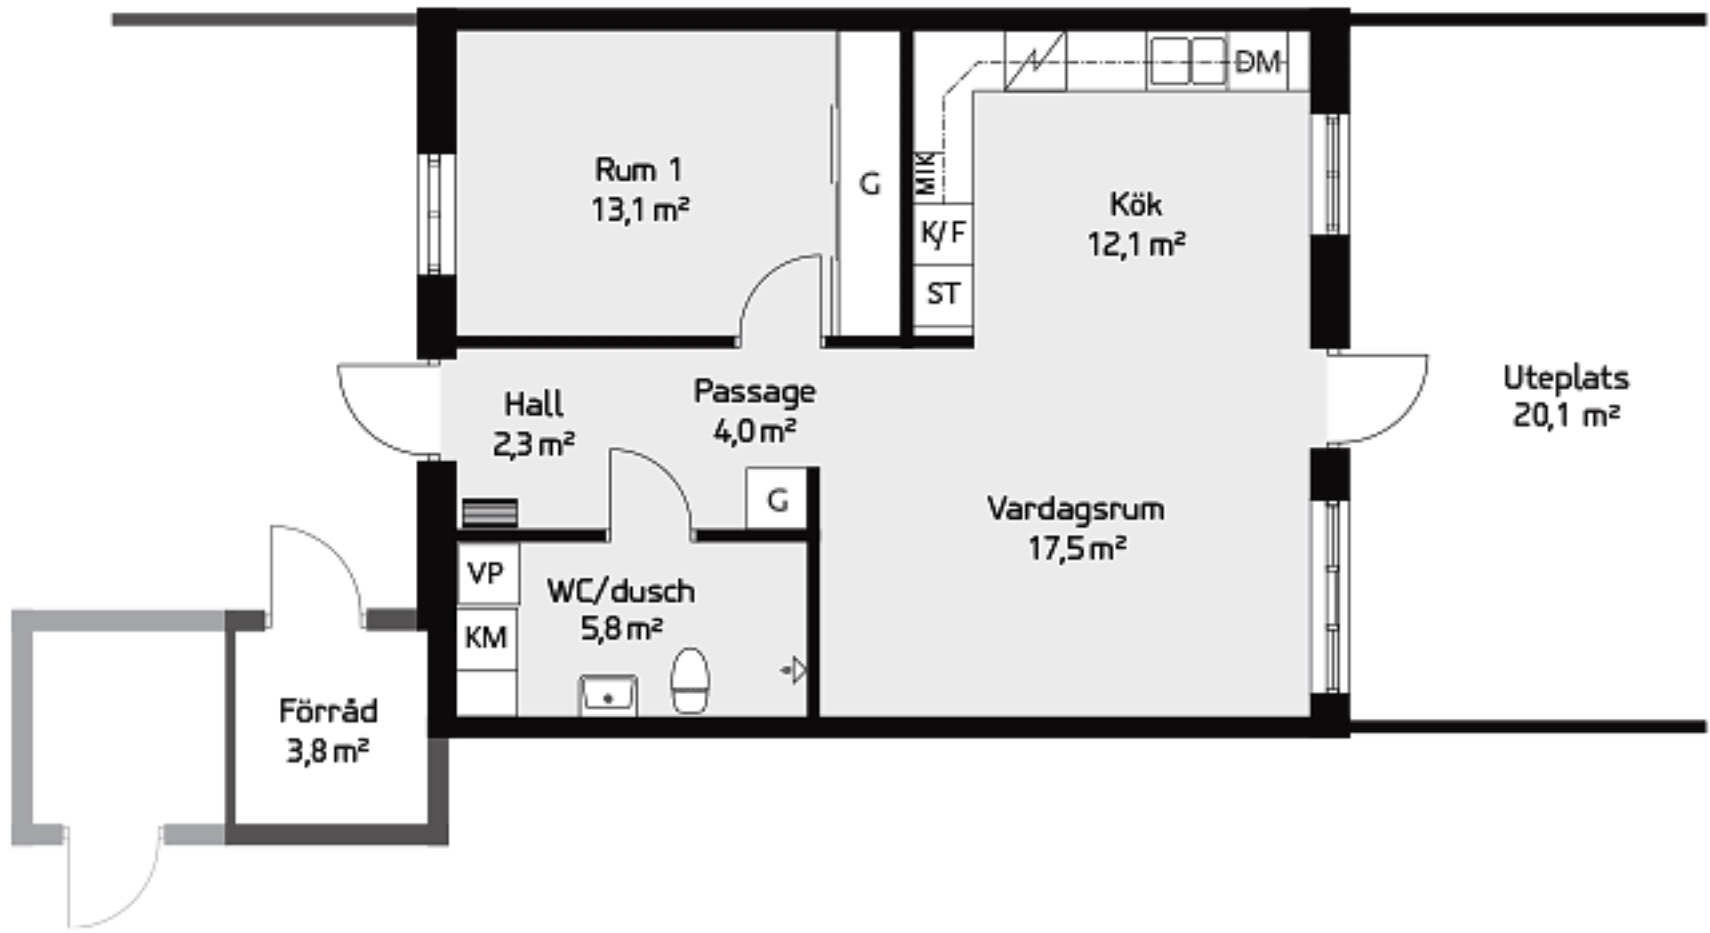 DM
Rum 1
13,1 m²
G
MIK
Kök
12,1 m²
K/F
ST
Uteplats
20,1 m²
Passage
4,0 m²
Hall
2,3 m²
G
Vardagsrum
17,5 m²
VP
WC/dusch
5,8 m²
KM
Förråd
3,8 m²